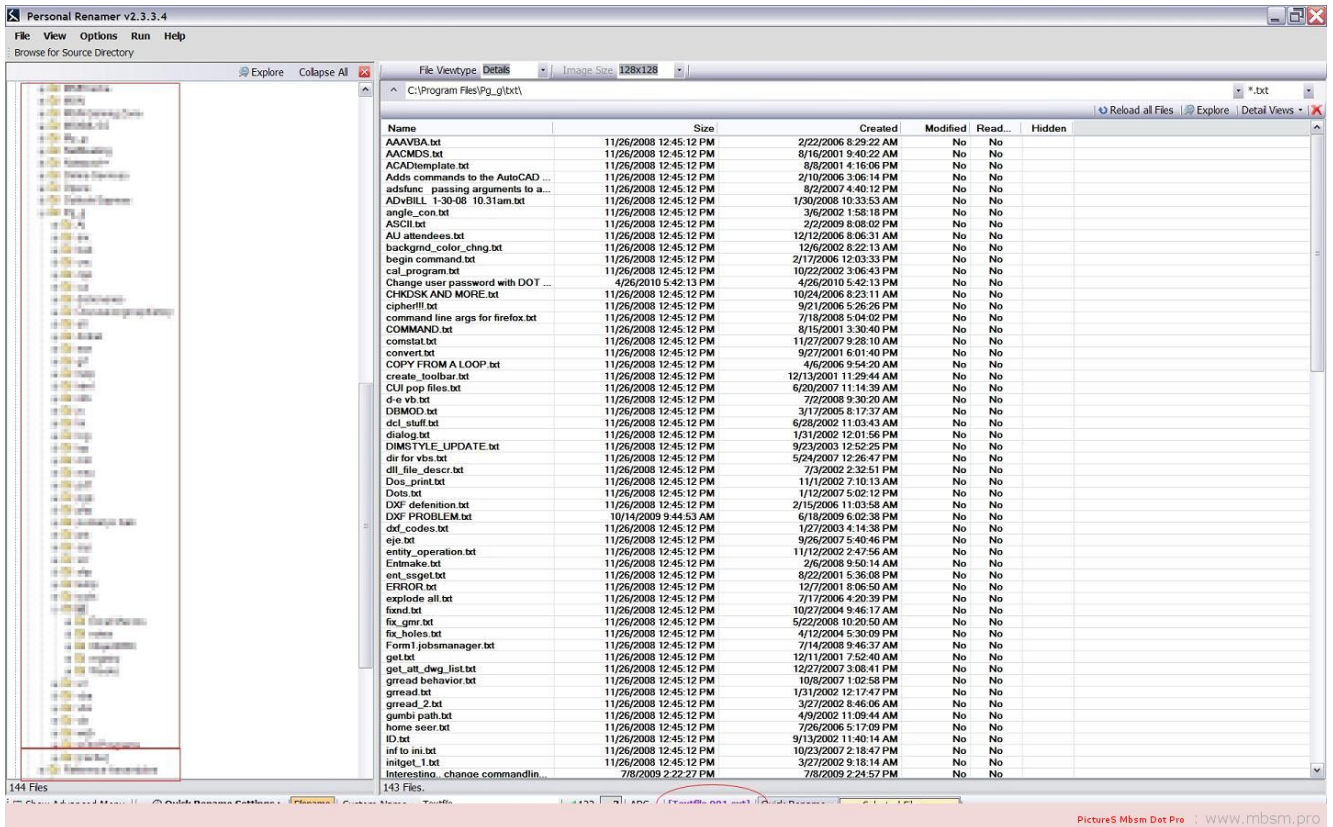 Personal Renamer v2.3.3.4
File View Options Run Help
Browse for Source Directory
Explore Collapse All
File Viewtype Details Image Size 128x128
C:\Program Files\Pg_g\txt\ *.txt
Reload all Files Explore Detail Views
Name Size Created Modified Read... Hidden
AAAVBA.txt 11/26/2008 12:45:12 PM 2/22/2006 8:29:22 AM No No
AACMDS.txt 11/26/2008 12:45:12 PM 8/16/2001 9:40:22 AM No No
ACADtemplate.txt 11/26/2008 12:45:12 PM 8/8/2001 4:16:06 PM No No
Adds commands to the AutoCAD ... 11/26/2008 12:45:12 PM 2/10/2006 3:06:14 PM No No
adsfunc passing arguments to a... 11/26/2008 12:45:12 PM 8/2/2007 4:40:12 PM No No
ADvBILL 1-30-08 10.31am.txt 11/26/2008 12:45:12 PM 1/30/2008 10:33:53 AM No No
angle_con.txt 11/26/2008 12:45:12 PM 3/6/2002 1:58:18 PM No No
ASCII.txt 11/26/2008 12:45:12 PM 2/2/2009 8:08:02 PM No No
AU attendees.txt 11/26/2008 12:45:12 PM 12/12/2006 8:06:31 AM No No
backgrnd_color_chng.txt 11/26/2008 12:45:12 PM 12/6/2002 8:22:13 AM No No
begin command.txt 11/26/2008 12:45:12 PM 2/17/2006 12:03:33 PM No No
cal_program.txt 11/26/2008 12:45:12 PM 10/22/2002 3:06:43 PM No No
Change user password with DOT ... 4/26/2010 5:42:13 PM 4/26/2010 5:42:13 PM No No
CHKDSK AND MORE.txt 11/26/2008 12:45:12 PM 10/24/2006 8:23:11 AM No No
cipher!!!.txt 11/26/2008 12:45:12 PM 9/21/2006 5:26:26 PM No No
command line args for firefox.txt 11/26/2008 12:45:12 PM 7/18/2008 5:04:02 PM No No
COMMAND.txt 11/26/2008 12:45:12 PM 8/15/2001 3:30:40 PM No No
comstat.txt 11/26/2008 12:45:12 PM 11/27/2007 9:28:10 AM No No
convert.txt 11/26/2008 12:45:12 PM 9/27/2001 6:01:40 PM No No
COPY FROM A LOOP.txt 11/26/2008 12:45:12 PM 4/6/2006 9:54:20 AM No No
create_toolbar.txt 11/26/2008 12:45:12 PM 12/13/2001 11:29:44 AM No No
CUI pop files.txt 11/26/2008 12:45:12 PM 6/20/2007 11:14:39 AM No No
d-e vb.txt 11/26/2008 12:45:12 PM 7/2/2008 9:30:20 AM No No
DBMOD.txt 11/26/2008 12:45:12 PM 3/17/2005 8:17:37 AM No No
dcl_stuff.txt 11/26/2008 12:45:12 PM 6/28/2002 11:03:43 AM No No
dialog.txt 11/26/2008 12:45:12 PM 1/31/2002 12:01:56 PM No No
DIMSTYLE_UPDATE.txt 11/26/2008 12:45:12 PM 9/23/2003 12:52:25 PM No No
dir for vbs.txt 11/26/2008 12:45:12 PM 5/24/2007 12:26:47 PM No No
dll_file_descr.txt 11/26/2008 12:45:12 PM 7/3/2002 2:32:51 PM No No
Dos_print.txt 11/26/2008 12:45:12 PM 11/1/2002 7:10:13 AM No No
Dots.txt 11/26/2008 12:45:12 PM 1/12/2007 5:02:12 PM No No
DXF defenition.txt 11/26/2008 12:45:12 PM 2/15/2006 11:03:58 AM No No
DXF PROBLEM.txt 10/14/2009 9:44:53 AM 6/18/2009 6:02:38 PM No No
dxf_codes.txt 11/26/2008 12:45:12 PM 1/27/2003 4:14:38 PM No No
eje.txt 11/26/2008 12:45:12 PM 9/26/2007 5:40:46 PM No No
entity_operation.txt 11/26/2008 12:45:12 PM 11/12/2002 2:47:56 AM No No
Entmake.txt 11/26/2008 12:45:12 PM 2/6/2008 9:50:14 AM No No
ent_ssget.txt 11/26/2008 12:45:12 PM 8/22/2001 5:36:08 PM No No
ERROR.txt 11/26/2008 12:45:12 PM 12/7/2001 8:06:50 AM No No
explode all.txt 11/26/2008 12:45:12 PM 7/17/2006 4:20:39 PM No No
fixnd.txt 11/26/2008 12:45:12 PM 10/27/2004 9:46:17 AM No No
fix_gmr.txt 11/26/2008 12:45:12 PM 5/22/2008 10:20:50 AM No No
fix_holes.txt 11/26/2008 12:45:12 PM 4/12/2004 5:30:09 PM No No
Form1.jobsmanager.txt 11/26/2008 12:45:12 PM 7/14/2008 9:46:37 AM No No
get.txt 11/26/2008 12:45:12 PM 12/11/2001 7:52:40 AM No No
get_att_dwg_list.txt 11/26/2008 12:45:12 PM 12/27/2007 3:08:41 PM No No
grread behavior.txt 11/26/2008 12:45:12 PM 10/8/2007 1:02:58 PM No No
grread.txt 11/26/2008 12:45:12 PM 1/31/2002 12:17:47 PM No No
grread_2.txt 11/26/2008 12:45:12 PM 3/27/2002 8:46:06 AM No No
gumbi path.txt 11/26/2008 12:45:12 PM 4/9/2002 11:09:44 AM No No
home seer.txt 11/26/2008 12:45:12 PM 7/26/2006 5:17:09 PM No No
ID.txt 11/26/2008 12:45:12 PM 9/13/2002 11:40:14 AM No No
inf to ini.txt 11/26/2008 12:45:12 PM 10/23/2007 2:18:47 PM No No
initget_1.txt 11/26/2008 12:45:12 PM 3/27/2002 9:18:14 AM No No
Interesting.. change commandlin... 7/8/2009 2:22:27 PM 7/8/2009 2:24:57 PM No No
144 Files 143 Files.
PictureS Mbsm Dot Pro : www.mbsm.pro